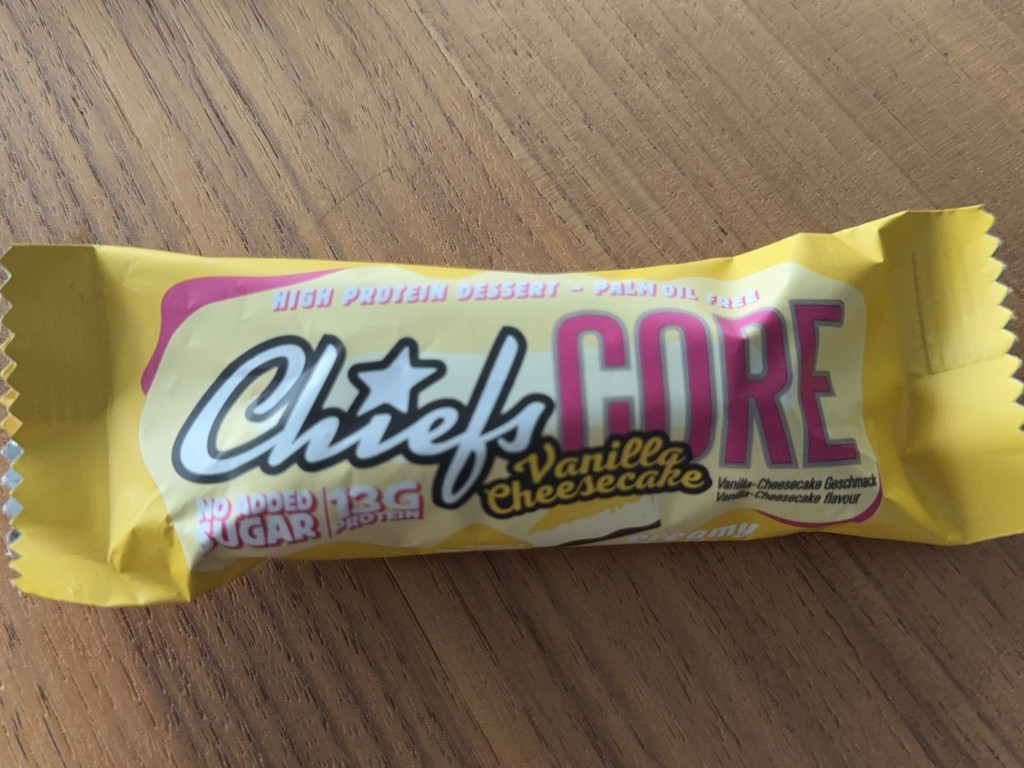 HIGH PROTEIN DESSERT - PALM OIL FREE
Chiefs CORE
Vanilla
Cheesecake
Vanilla-Cheesecake Geschmack
Vanilla-Cheesecake flavour
NO ADDED
SUGAR
13G
PROTEIN
creamy